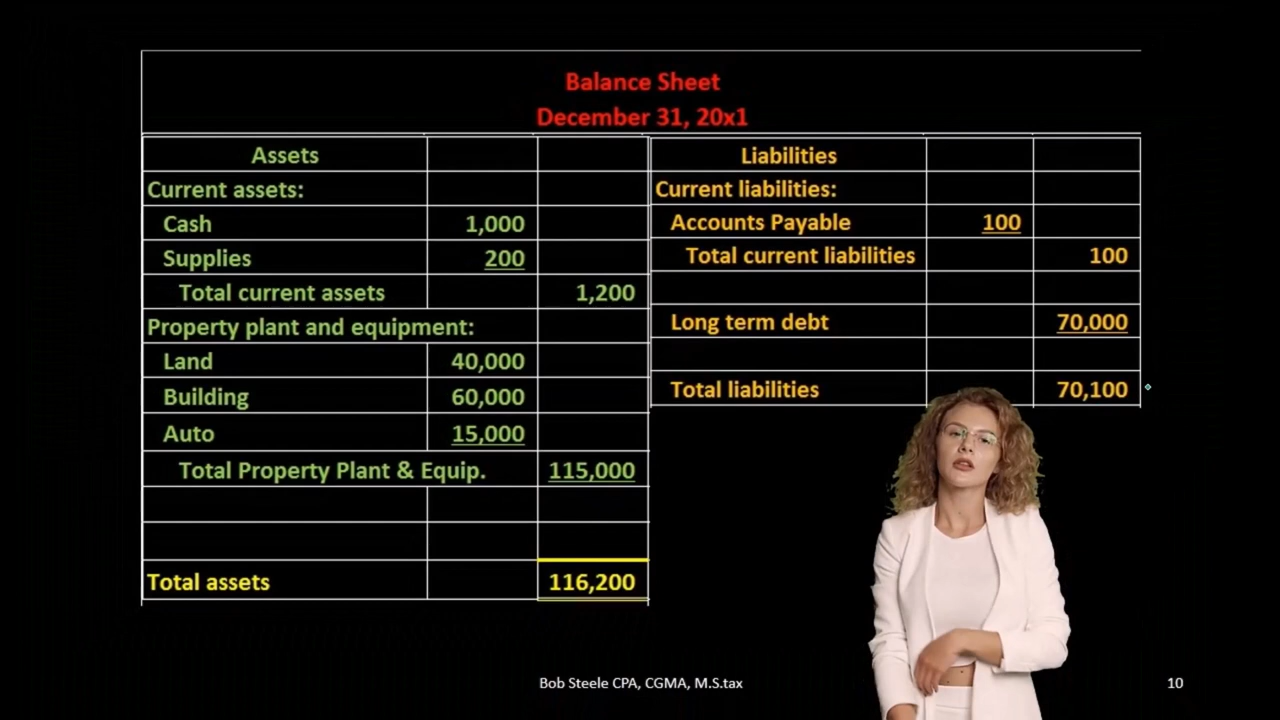 Balance Sheet
December 31, 20x1
Assets
Current assets:
Cash 1,000
Supplies 200
Total current assets 1,200
Property plant and equipment:
Land 40,000
Building 60,000
Auto 15,000
Total Property Plant & Equip. 115,000
Total assets 116,200
Liabilities
Current liabilities:
Accounts Payable 100
Total current liabilities 100
Long term debt 70,000
Total liabilities 70,100
Bob Steele CPA, CGMA, M.S.tax
10